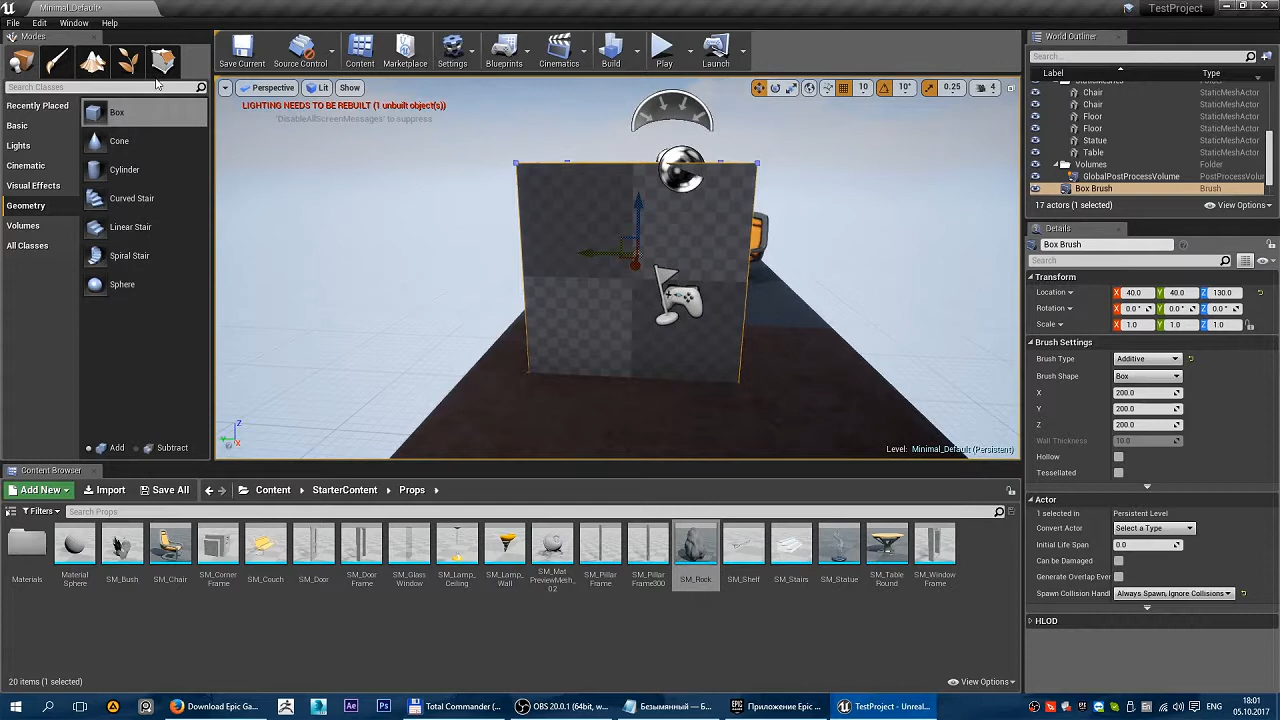 Minimal_Default*
TestProject
File Edit Window Help
Modes
Search Classes
Recently Placed
Basic
Lights
Cinematic
Visual Effects
Geometry
Volumes
All Classes
Box
Cone
Cylinder
Curved Stair
Linear Stair
Spiral Stair
Sphere
Add Subtract
Save Current Source Control Content Marketplace Settings Blueprints Cinematics Build Play Launch
Perspective Lit Show 10 10° 0.25 4
LIGHTING NEEDS TO BE REBUILT (1 unbuilt object(s))
'DisableAllScreenMessages' to suppress
Level: Minimal_Default (Persistent)
World Outliner
Search...
Label Type
Chair StaticMeshActor
Chair StaticMeshActor
Floor StaticMeshActor
Floor StaticMeshActor
Statue StaticMeshActor
Table StaticMeshActor
Volumes Folder
GlobalPostProcessVolume PostProcessVolu
Box Brush Brush
17 actors (1 selected) View Options
Details
Box Brush
Search
Transform
Location X 40.0 Y 40.0 Z 130.0
Rotation X 0.0 ° Y 0.0 ° Z 0.0 °
Scale X 1.0 Y 1.0 Z 1.0
Brush Settings
Brush Type Additive
Brush Shape Box
X 200.0
Y 200.0
Z 200.0
Wall Thickness 10.0
Hollow
Tessellated
Actor
1 selected in Persistent Level
Convert Actor Select a Type
Initial Life Span 0.0
Can be Damaged
Generate Overlap Ever
Spawn Collision Handl Always Spawn, Ignore Collisions
HLOD
Content Browser
Add New Import Save All Content StarterContent Props
Filters Search Props
Materials
Material Sphere
SM_Bush
SM_Chair
SM_Corner Frame
SM_Couch
SM_Door
SM_Door Frame
SM_Glass Window
SM_Lamp_ Ceiling
SM_Lamp_ Wall
SM_Mat PreviewMesh_ 02
SM_Pillar Frame
SM_Pillar Frame300
SM_Rock
SM_Shelf
SM_Stairs
SM_Statue
SM_Table Round
SM_Window Frame
20 items (1 selected) View Options
Download Epic Ga...
Total Commander (...
OBS 20.0.1 (64bit, w...
Безымянный — Б...
Приложение Epic ...
TestProject - Unreal...
18:01
05.10.2017